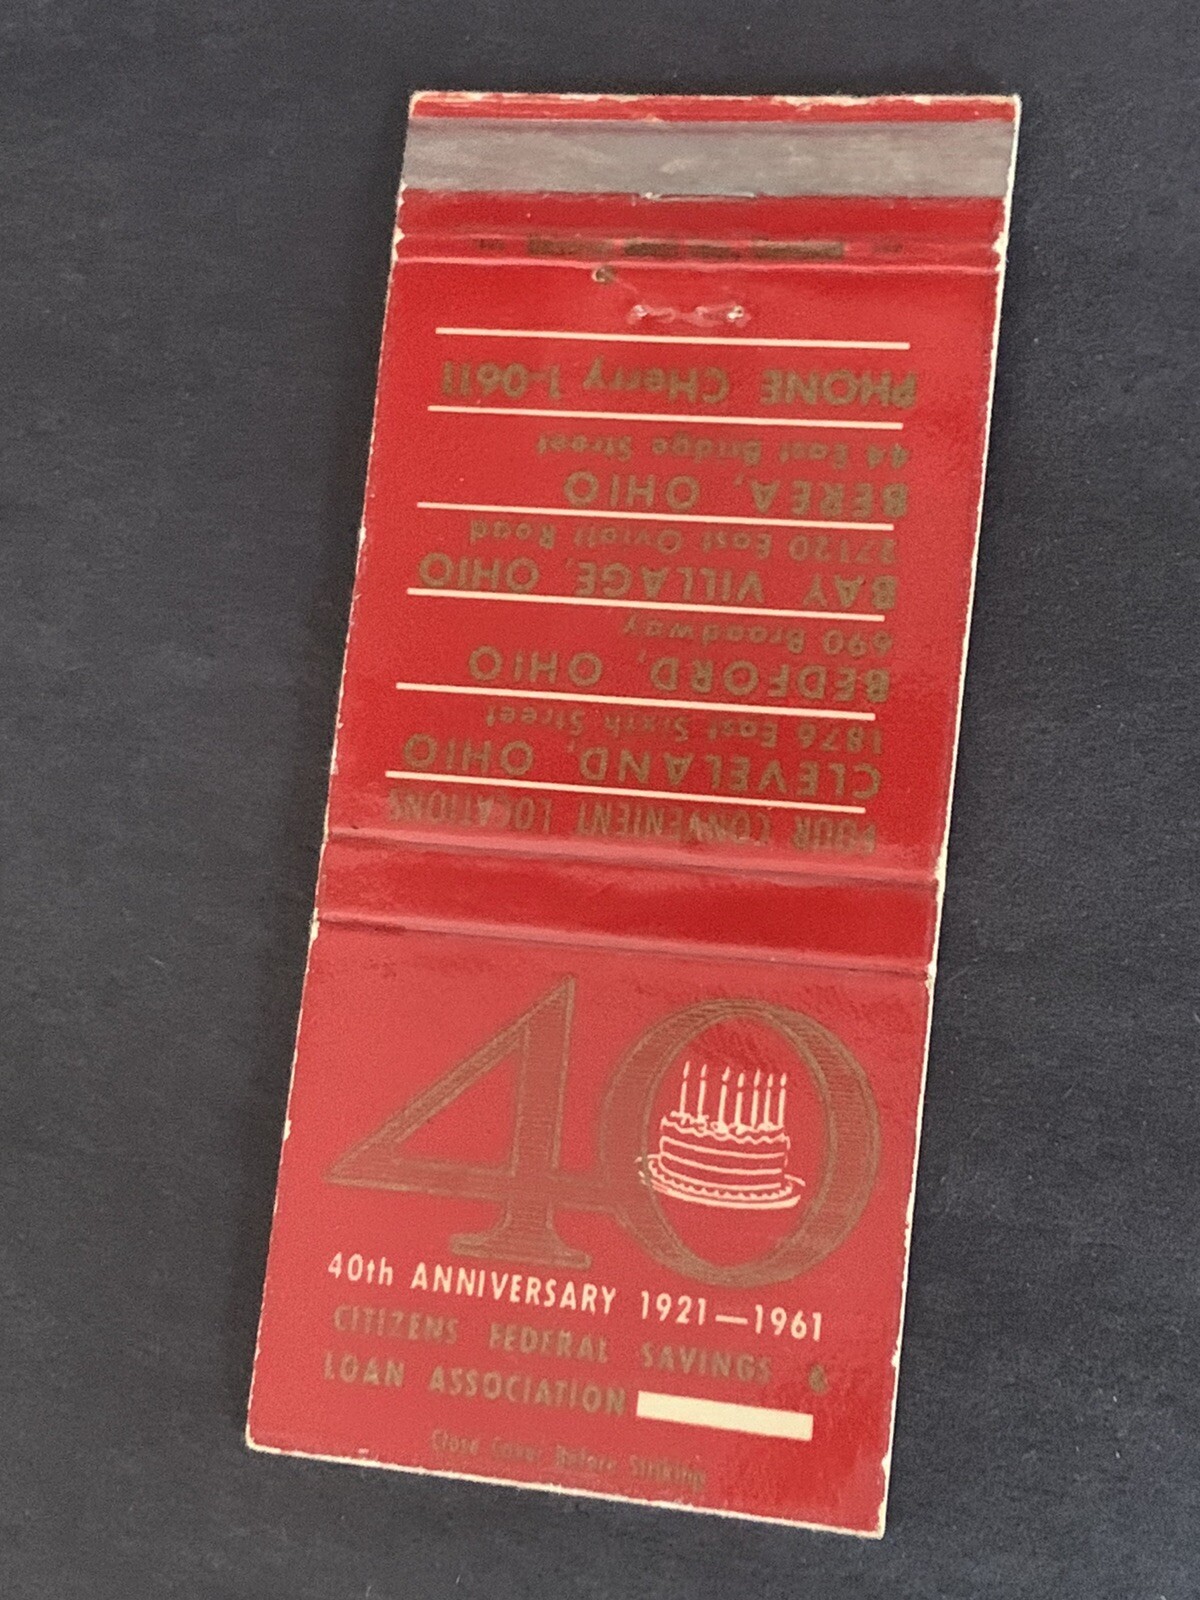 40
40th ANNIVERSARY 1921—1961
CITIZENS FEDERAL SAVINGS &
LOAN ASSOCIATION
Close Cover Before Striking
FOUR CONVENIENT LOCATIONS
CLEVELAND, OHIO
1876 East Sixth Street
BEDFORD, OHIO
690 Broadway
BAY VILLAGE, OHIO
27120 East Oviatt Road
BEREA, OHIO
44 East Bridge Street
PHONE CHerry 1-0611